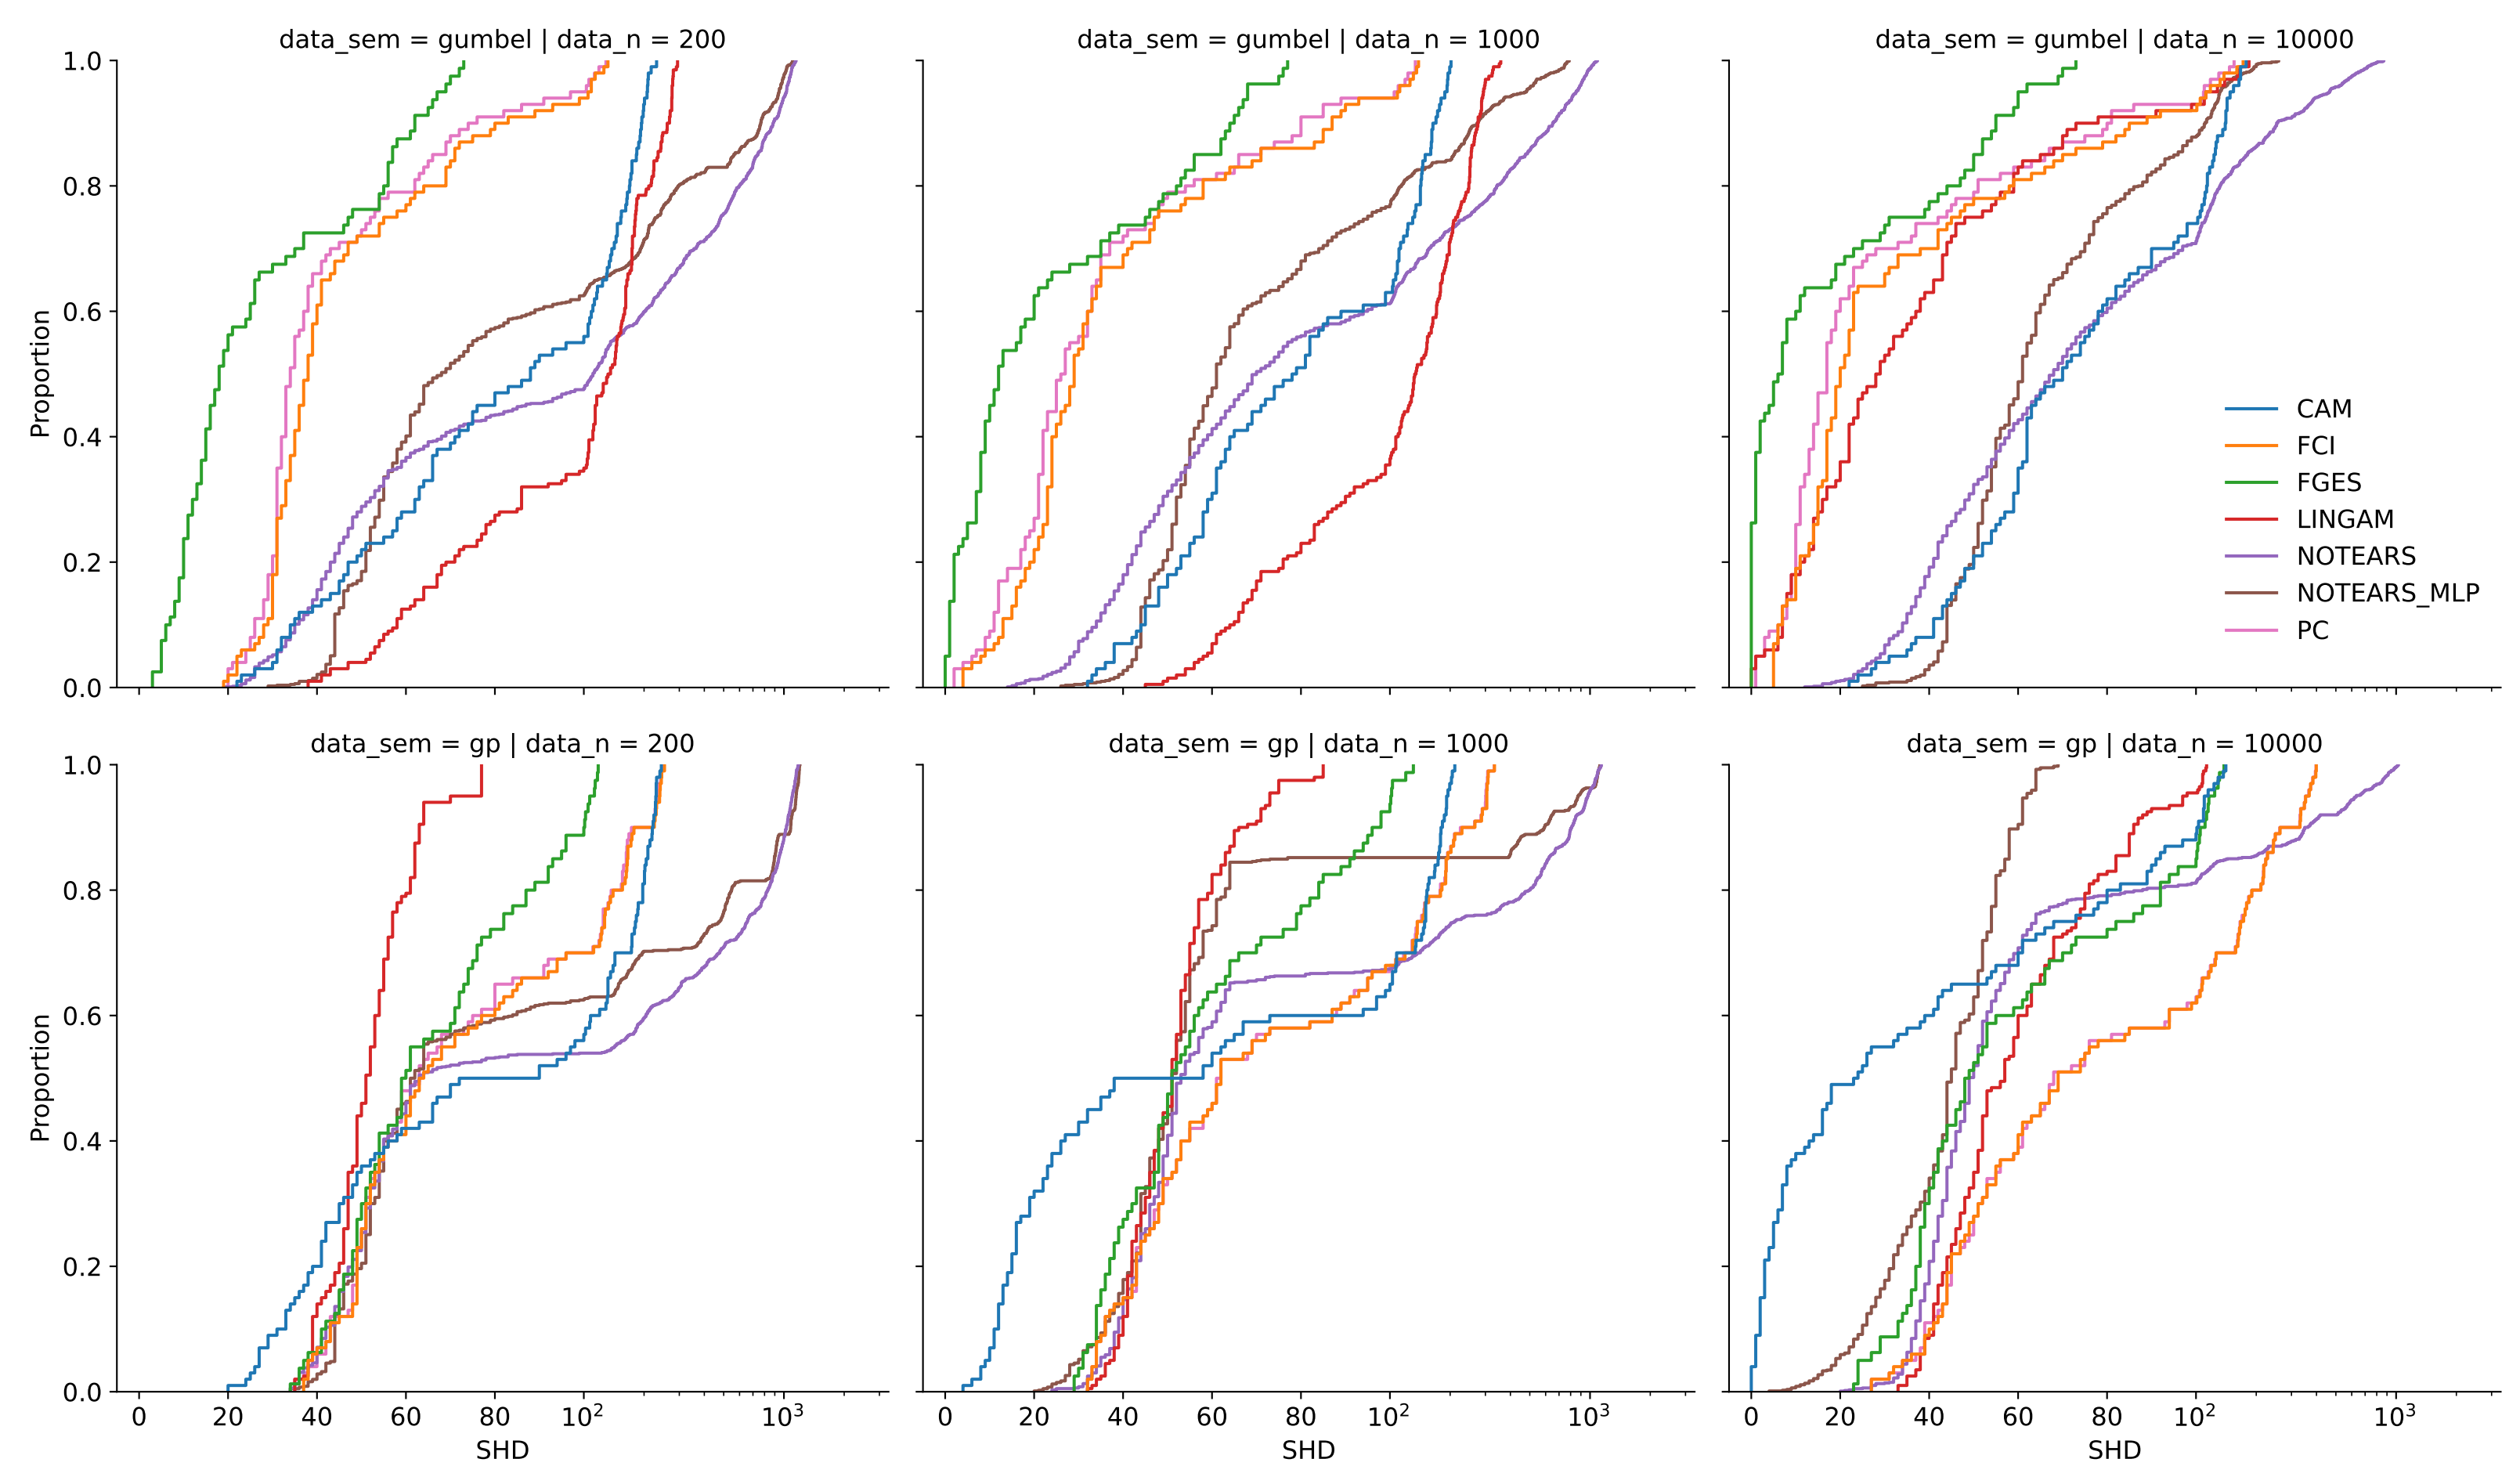 data_sem = gumbel | data_n = 200
data_sem = gumbel | data_n = 1000
data_sem = gumbel | data_n = 10000
1.0
0.8
0.6
0.4
0.2
0.0
Proportion
CAM
FCI
FGES
LINGAM
NOTEARS
NOTEARS_MLP
PC
data_sem = gp | data_n = 200
data_sem = gp | data_n = 1000
data_sem = gp | data_n = 10000
1.0
0.8
0.6
0.4
0.2
0.0
Proportion
0 20 40 60 80 10² 10³
0 20 40 60 80 10² 10³
0 20 40 60 80 10² 10³
SHD
SHD
SHD